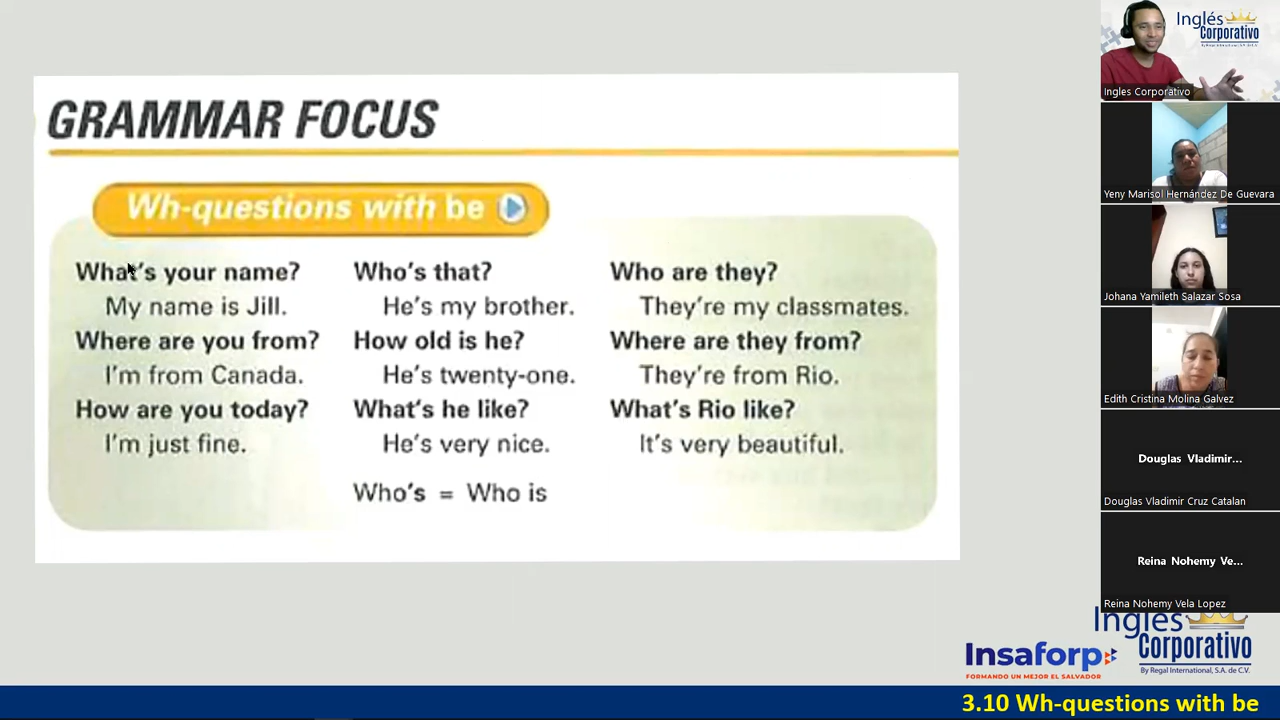 GRAMMAR FOCUS
Wh-questions with be
What's your name?
My name is Jill.
Where are you from?
I'm from Canada.
How are you today?
I'm just fine.
Who's that?
He's my brother.
How old is he?
He's twenty-one.
What's he like?
He's very nice.
Who's = Who is
Who are they?
They're my classmates.
Where are they from?
They're from Rio.
What's Rio like?
It's very beautiful.
Inglés
Corporativo
By Regal International, S.A. de C.V.
Ingles Corporativo
Yeny Marisol Hernández De Guevara
Johana Yamileth Salazar Sosa
Edith Cristina Molina Galvez
Douglas Vladimir...
Douglas Vladimir Cruz Catalan
Reina Nohemy Ve...
Reina Nohemy Vela Lopez
Inglés
Corporativo
By Regal International, S.A. de C.V.
Insaforp
FORMANDO UN MEJOR EL SALVADOR
3.10 Wh-questions with be